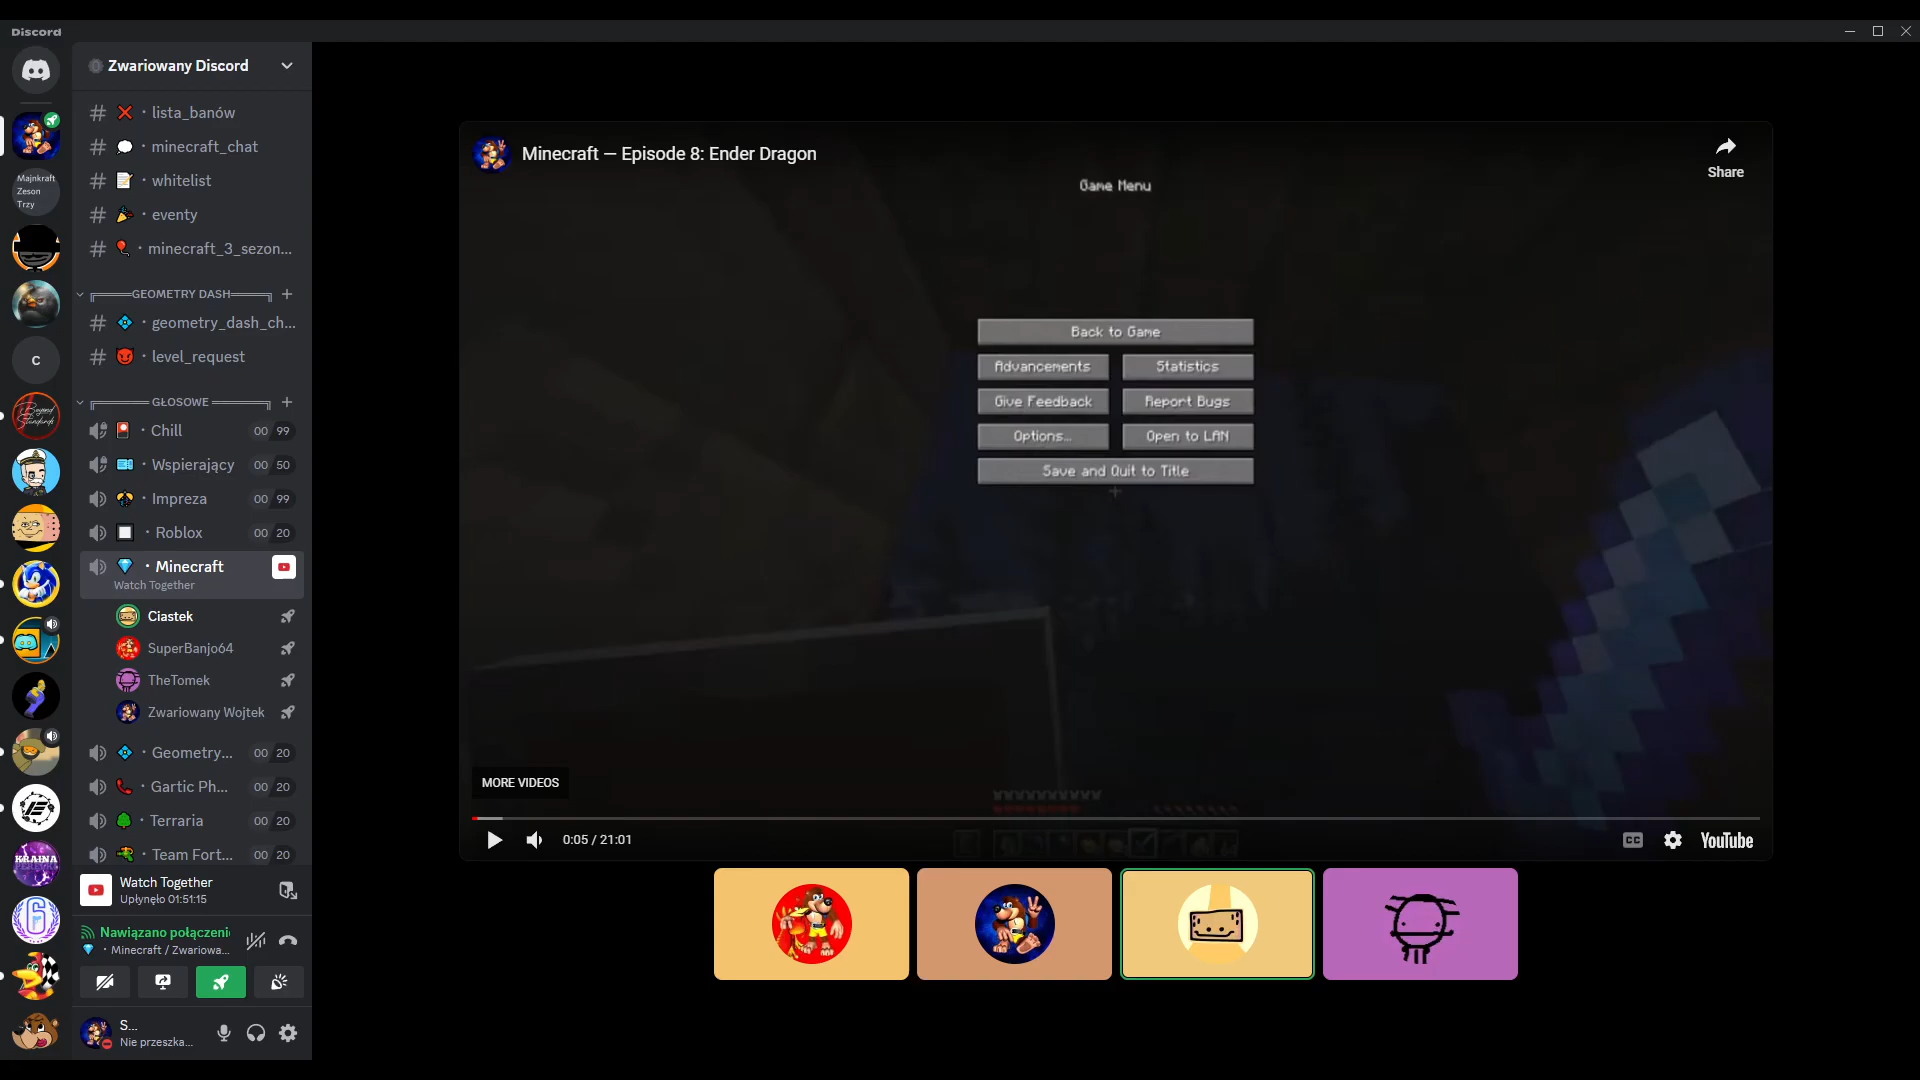 Discord
Zwariowany Discord
lista_banów
minecraft_chat
whitelist
eventy
minecraft_3_sezon...
GEOMETRY DASH
geometry_dash_ch...
level_request
GŁOSOWE
Chill 00 99
Wspierający 00 50
Impreza 00 99
Roblox 00 20
Minecraft
Watch Together
Ciastek
SuperBanjo64
TheTomek
Zwariowany Wojtek
Geometry... 00 20
Gartic Ph... 00 20
Terraria 00 20
Team Fort... 00 20
Watch Together
Upłynęło 01:51:15
Nawiązano połączeni
Minecraft / Zwariowa...
S...
Nie przeszka...
Majnkraft
Zeson
Trzy
C
Beyond
Standards
KRAINA
Minecraft — Episode 8: Ender Dragon
Share
Game Menu
Back to Game
Advancements
Statistics
Give Feedback
Report Bugs
Options...
Open to LAN
Save and Quit to Title
MORE VIDEOS
0:05 / 21:01
CC
YouTube